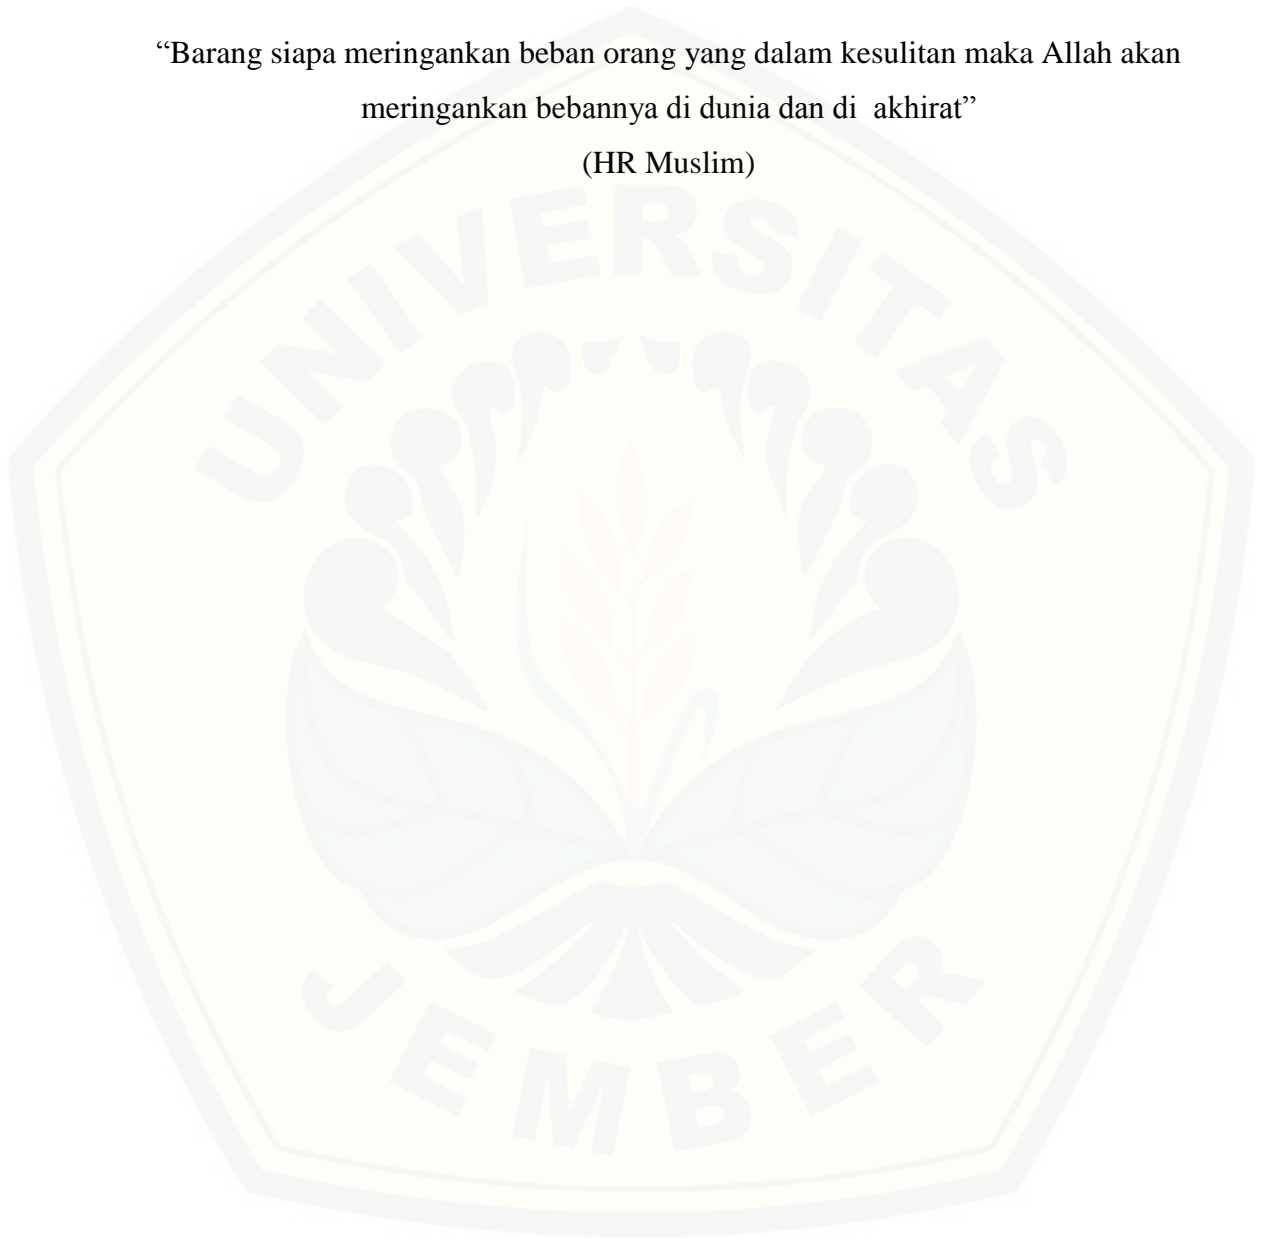 “Barang siapa meringankan beban orang yang dalam kesulitan maka Allah akan
meringankan bebannya di dunia dan di  akhirat”
(HR Muslim)
UNIVERSITAS
JEMBER